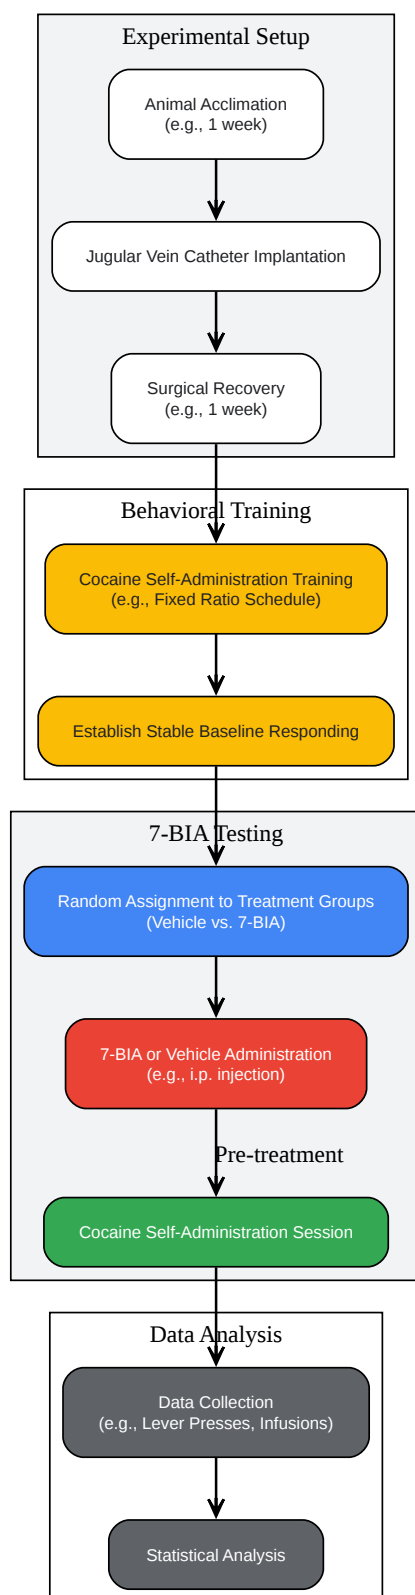 Experimental Setup
Animal Acclimation
(e.g., 1 week)
Jugular Vein Catheter Implantation
Surgical Recovery
(e.g., 1 week)
Behavioral Training
Cocaine Self-Administration Training
(e.g., Fixed Ratio Schedule)
Establish Stable Baseline Responding
7-BIA Testing
Random Assignment to Treatment Groups
(Vehicle vs. 7-BIA)
7-BIA or Vehicle Administration
(e.g., i.p. injection)
Pre-treatment
Cocaine Self-Administration Session
Data Analysis
Data Collection
(e.g., Lever Presses, Infusions)
Statistical Analysis